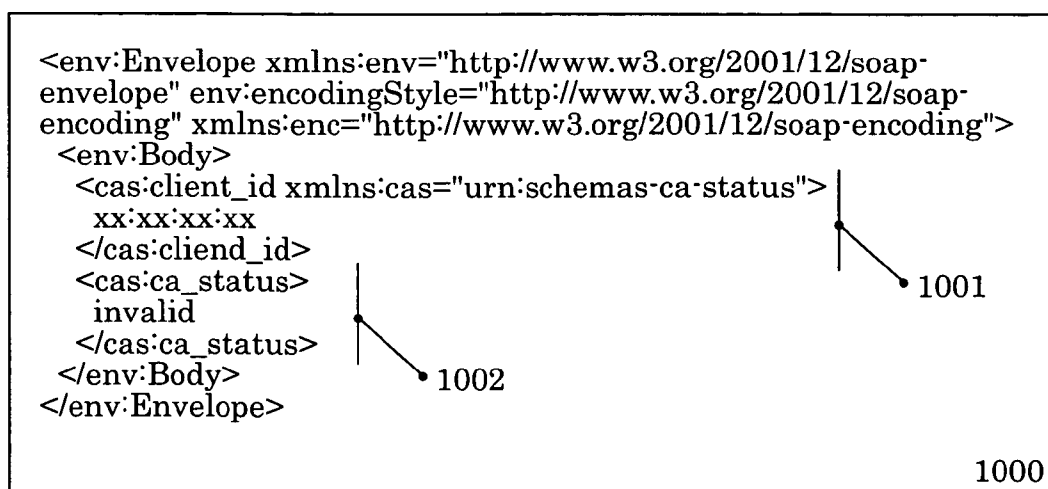 <env:Envelope xmlns:env="http://www.w3.org/2001/12/soap-
envelope" env:encodingStyle="http://www.w3.org/2001/12/soap-
encoding" xmlns:enc="http://www.w3.org/2001/12/soap-encoding">
<env:Body>
<cas:client_id xmlns:cas="urn:schemas-ca-status">
xx:xx:xx:xx
</cas:cliend_id>
<cas:ca_status>
1001
invalid
</cas:ca_status>
</env:Body>
1002
</env:Envelope>
1000